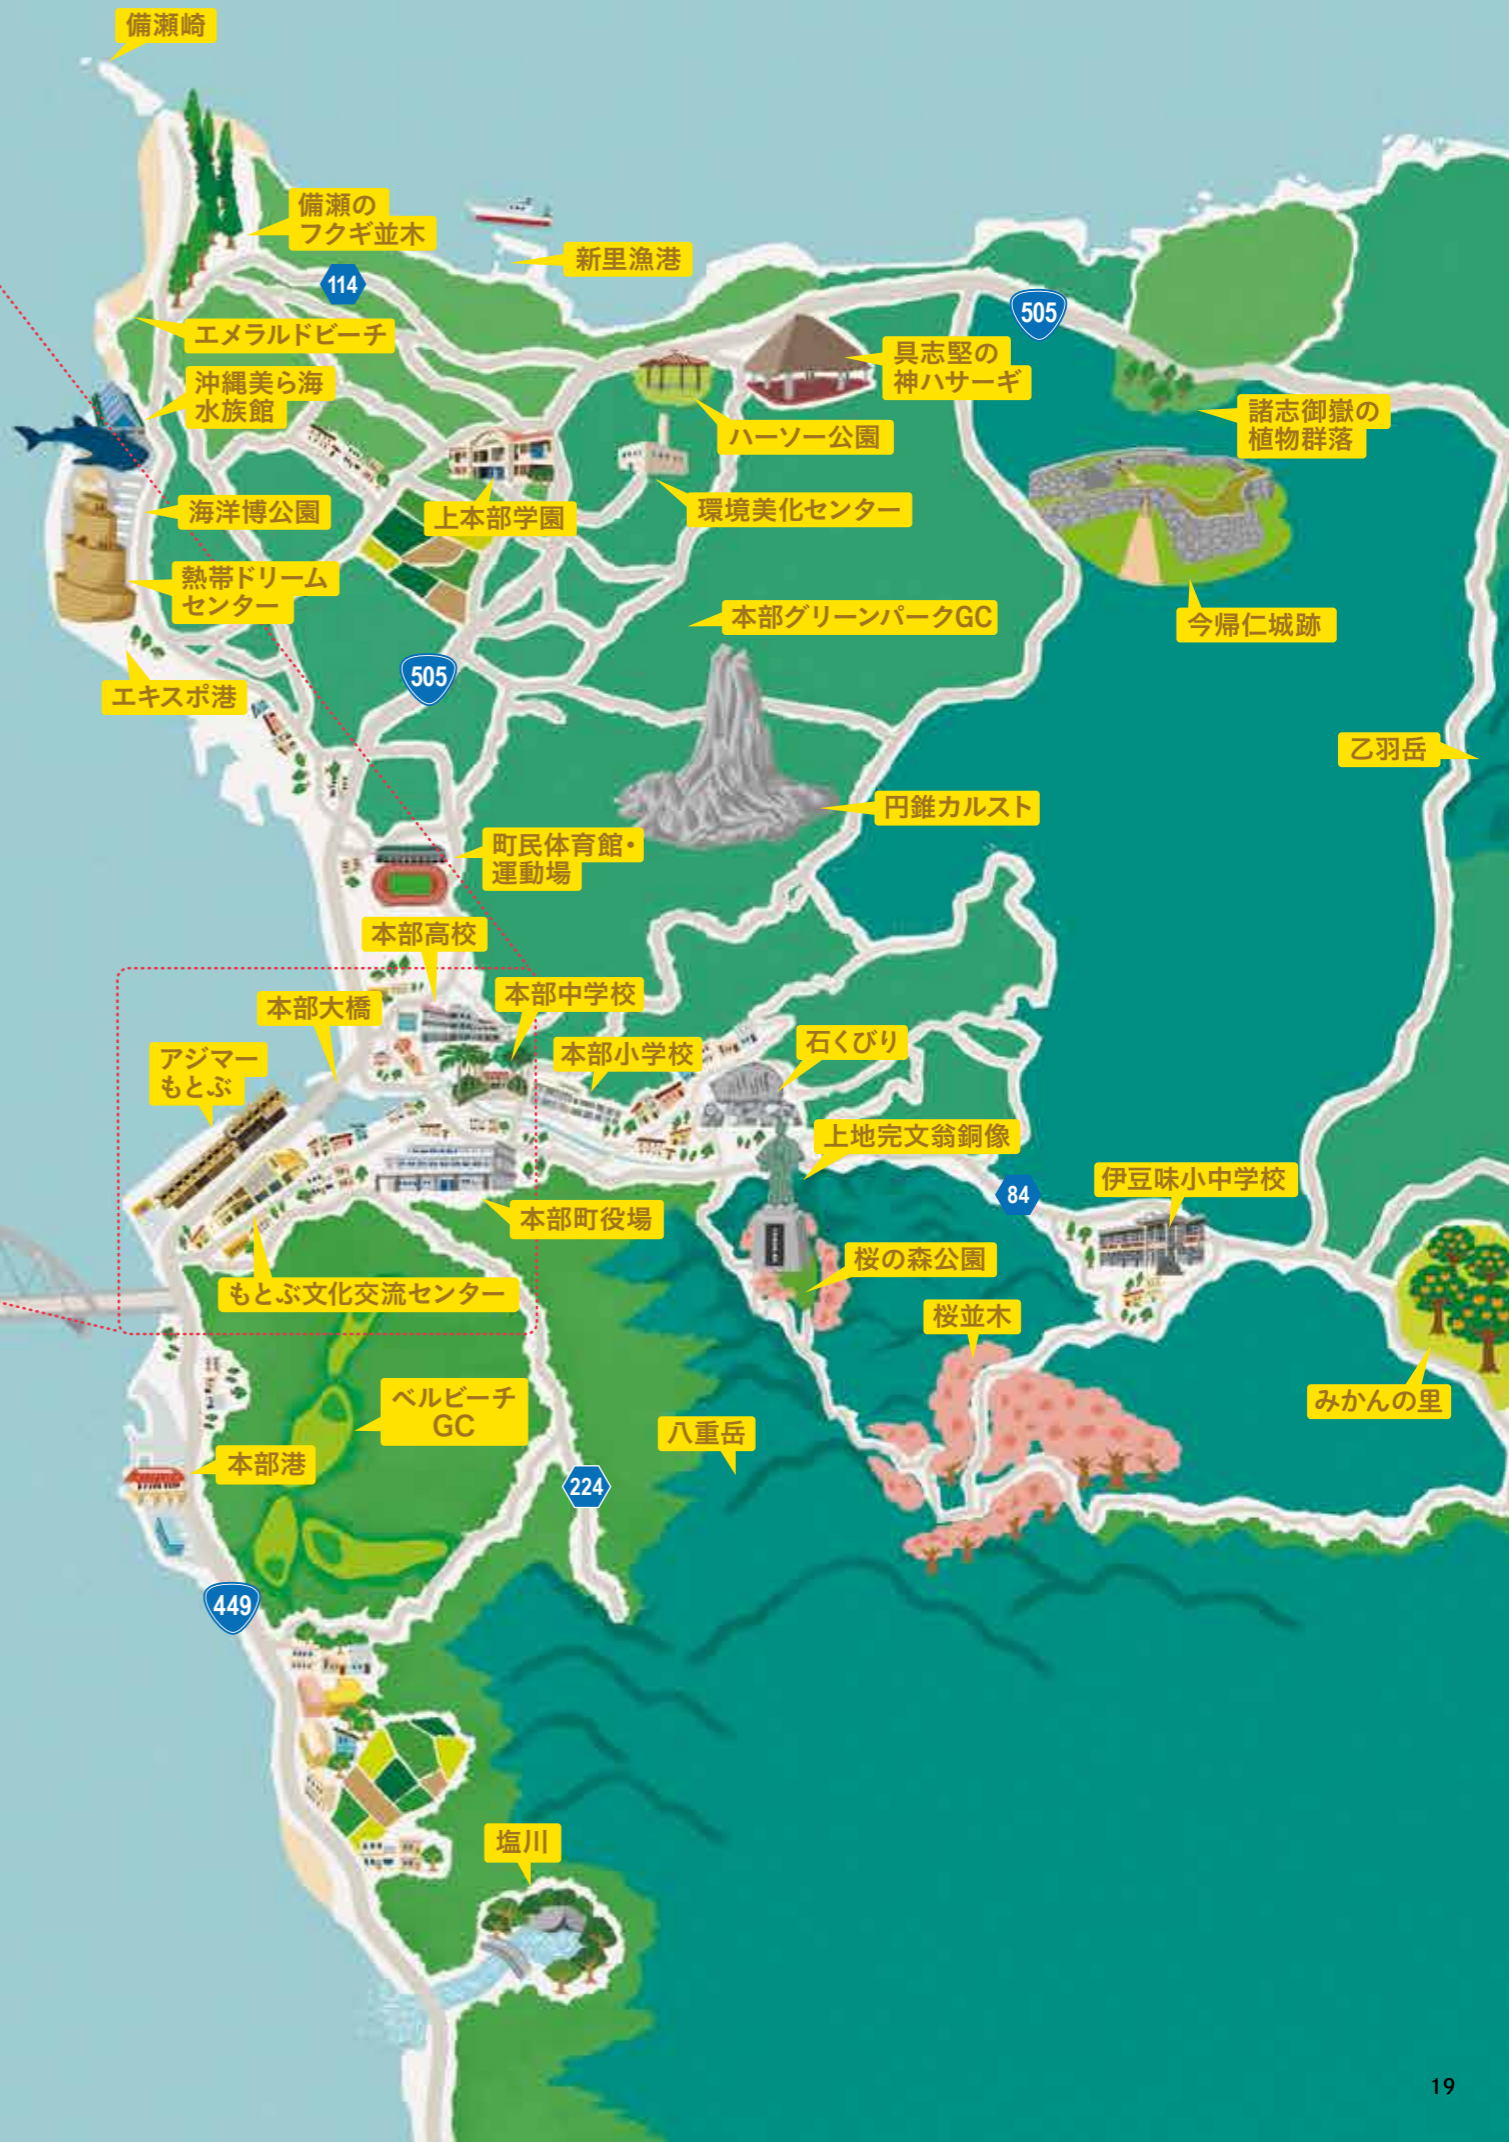 備瀬崎
備瀬の
フクギ並木
新里漁港
114
505
エメラルドビーチ
具志堅の
神ハサーギ
沖縄美ら海
水族館
諸志御嶽の
植物群落
ハーソー公園
海洋博公園
上本部学園
環境美化センター
熱帯ドリーム
センター
本部グリーンパークGC
今帰仁城跡
505
エキスポ港
乙羽岳
円錐カルスト
町民体育館・
運動場
本部高校
本部中学校
本部大橋
アジマー
もとぶ
本部小学校
石くびり
上地完文翁銅像
84
伊豆味小中学校
本部町役場
桜の森公園
もとぶ文化交流センター
桜並木
ベルビーチ
GC
みかんの里
八重岳
本部港
224
449
塩川
19